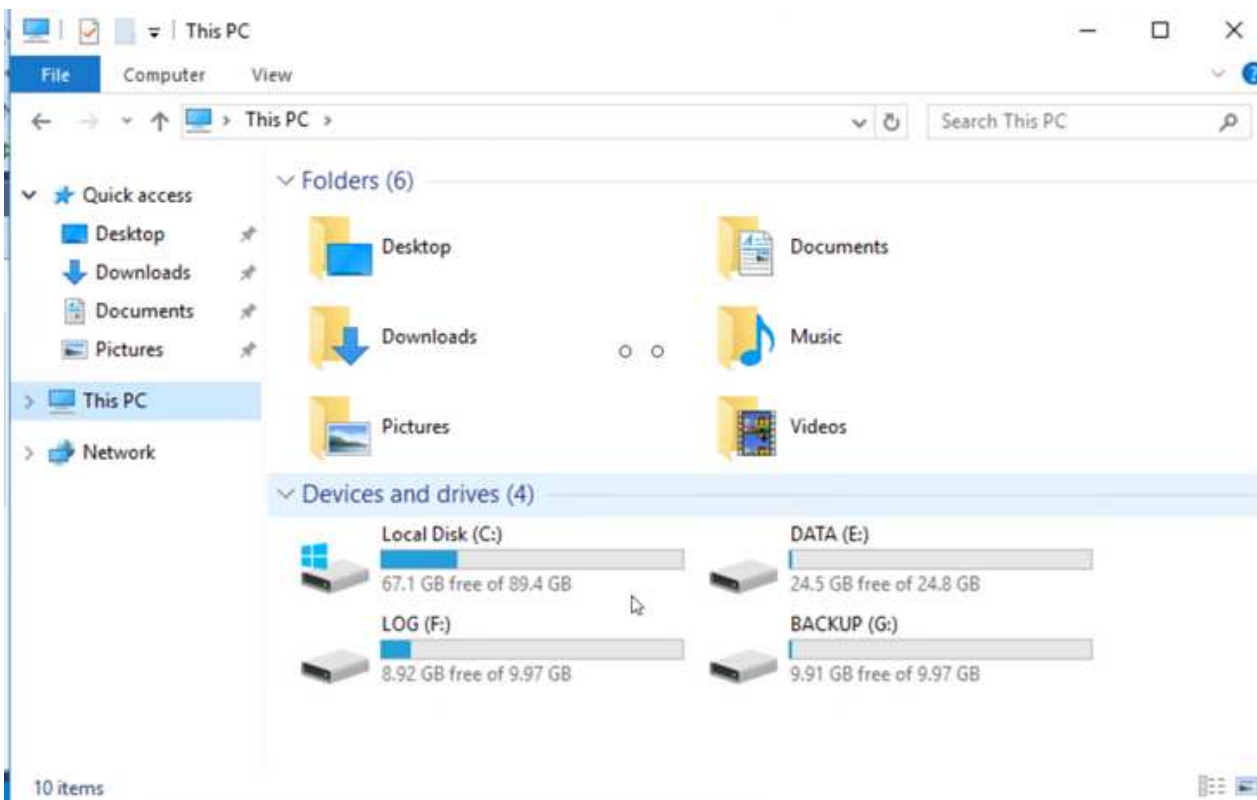 This PC
File Computer View
This PC
Search This PC
Quick access
Desktop
Downloads
Documents
Pictures
This PC
Network
Folders (6)
Desktop
Documents
Downloads
Music
Pictures
Videos
Devices and drives (4)
Local Disk (C:)
67.1 GB free of 89.4 GB
DATA (E:)
24.5 GB free of 24.8 GB
LOG (F:)
8.92 GB free of 9.97 GB
BACKUP (G:)
9.91 GB free of 9.97 GB
10 items